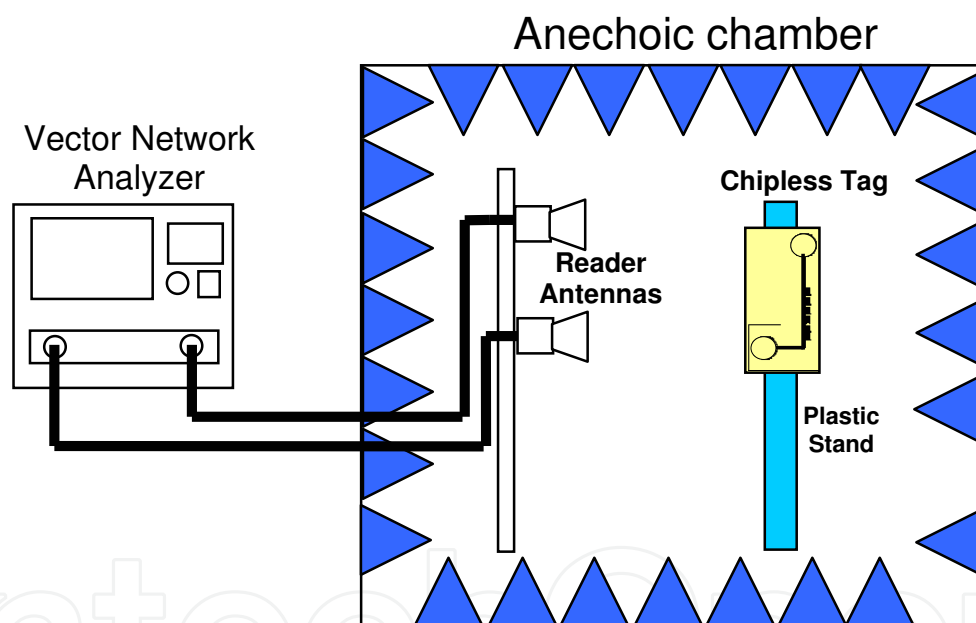 Anechoic chamber
Vector Network
Analyzer
Chipless Tag
Reader
Antennas
Plastic
Stand